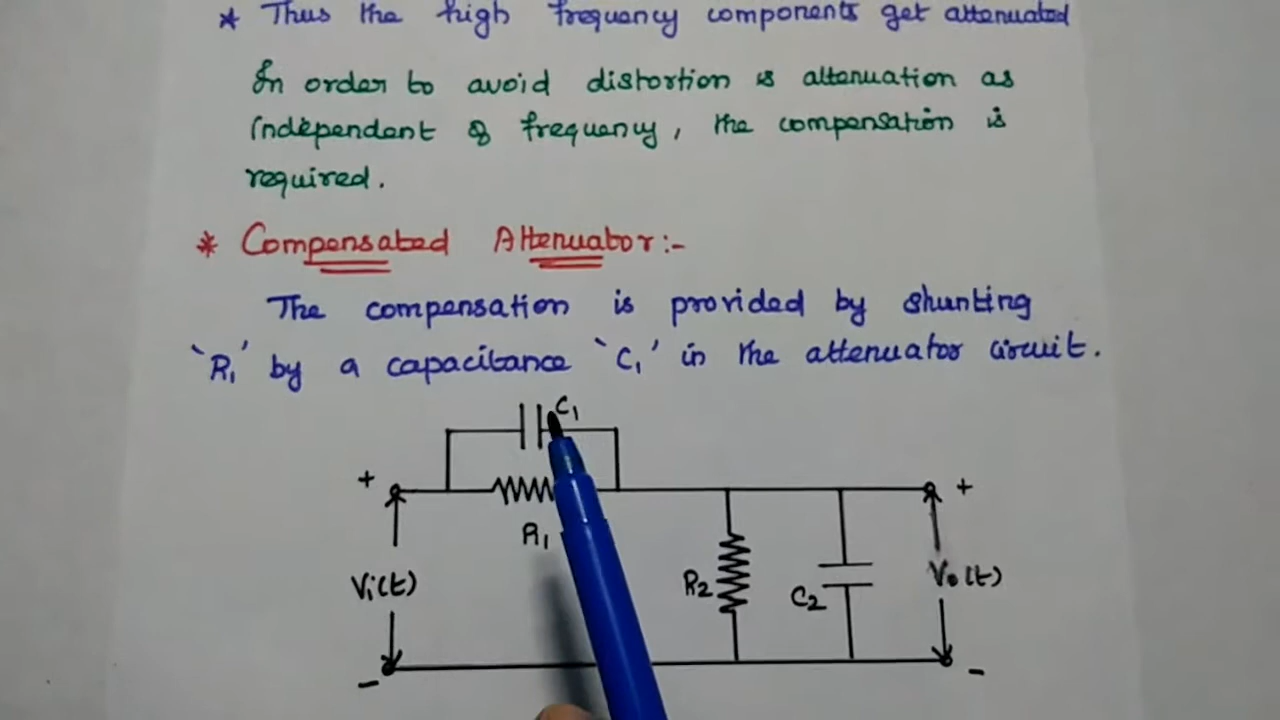 * Thus the high frequency components get attenuated
In order to avoid distortion is attenuation as
independent of frequency, the compensation is
required.
* Compensated Attenuator:-
The compensation is provided by shunting
`R1' by a capacitance `C1' in the attenuator circuit.
C1
+ +
R1
Vi(t) R2 C2 Vo(t)
- -